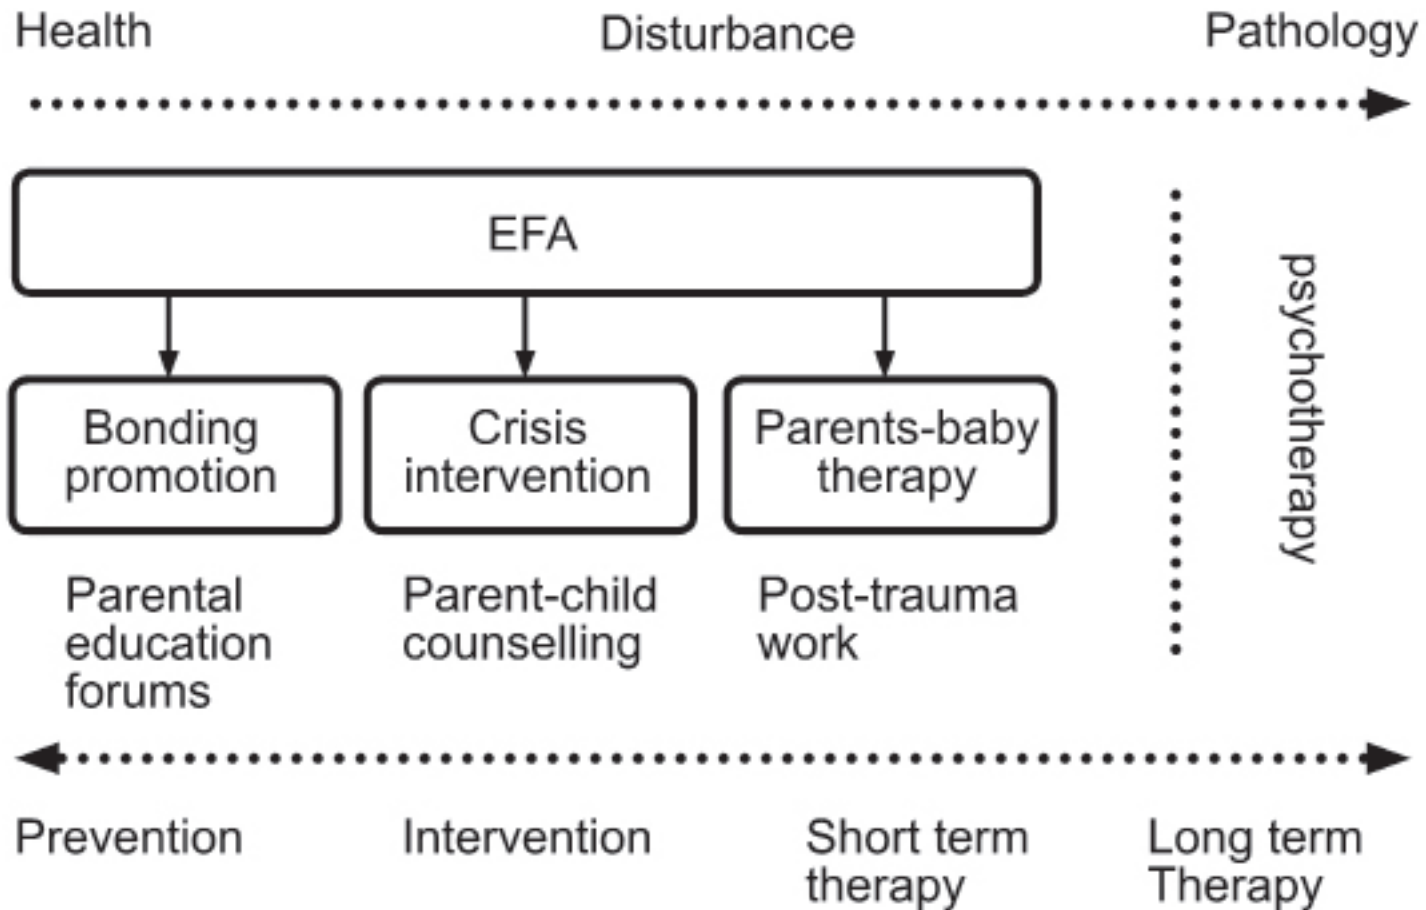 Health Disturbance Pathology
EFA
psychotherapy
Bonding
promotion
Crisis
intervention
Parents-baby
therapy
Parental
education
forums
Parent-child
counselling
Post-trauma
work
Prevention
Intervention
Short term
therapy
Long term
Therapy